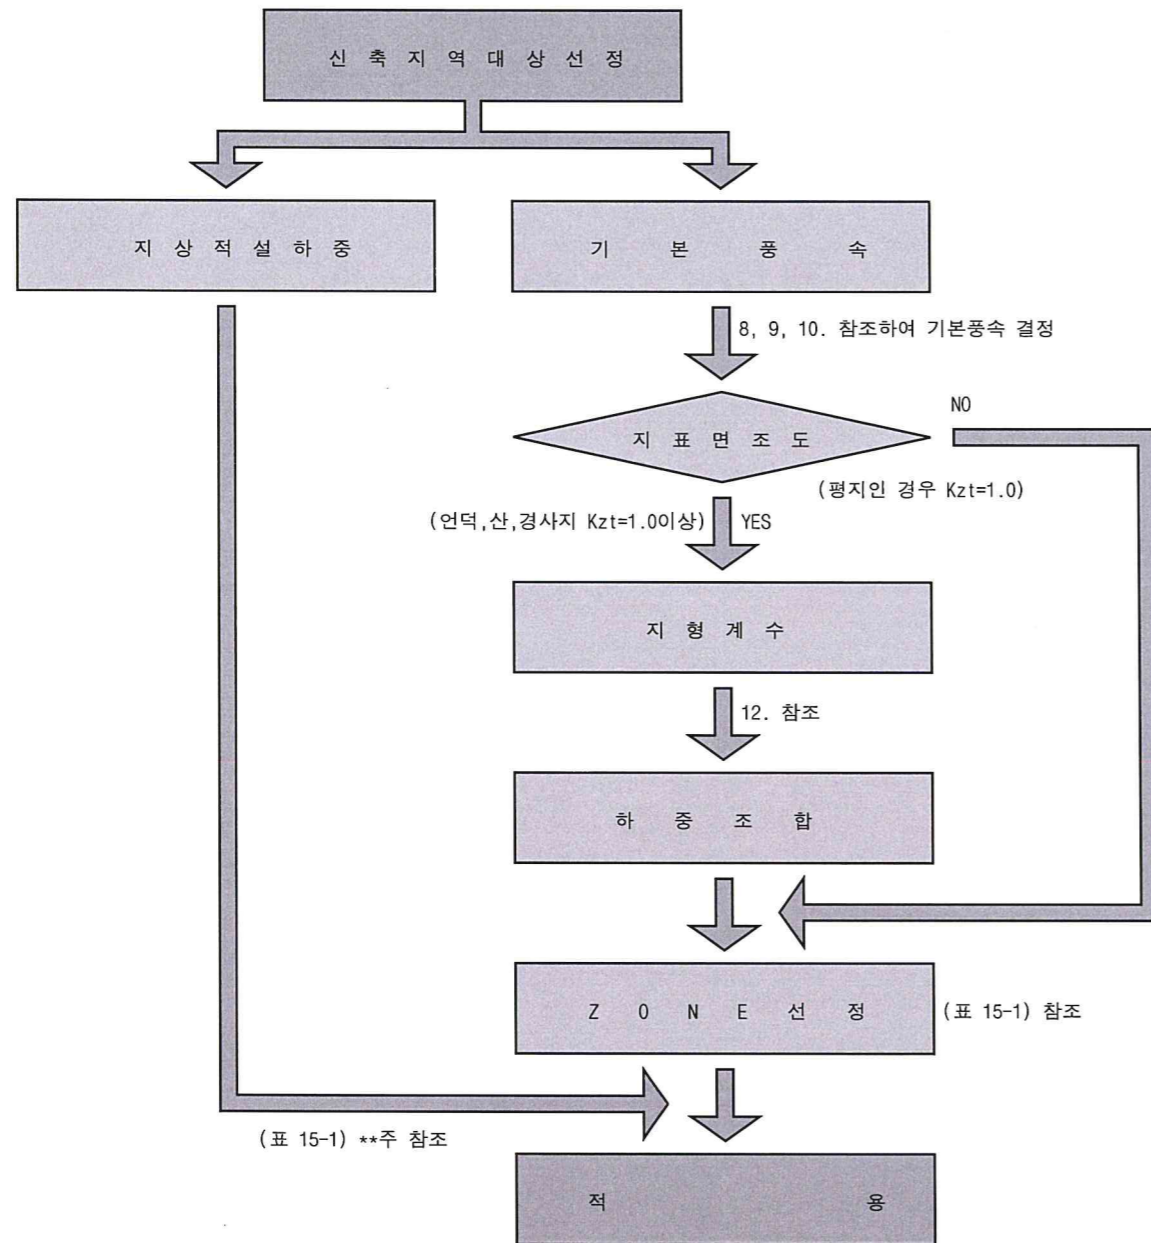 신축지역대상선정
지상적설하중
기본풍속
8, 9, 10. 참조하여 기본풍속 결정
NO
지표면조도
(평지인 경우 Kzt=1.0)
(언덕,산,경사지 Kzt=1.0이상)
YES
지형계수
12. 참조
하중조합
ZONE선정
(표 15-1) 참조
(표 15-1) **주 참조
적용